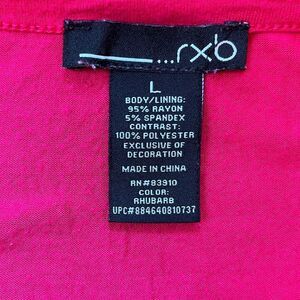 ...rxb
L
BODY/LINING:
95% RAYON
5% SPANDEX
CONTRAST:
100% POLYESTER
EXCLUSIVE OF
DECORATION
MADE IN CHINA
RN#83910
COLOR:
RHUBARB
UPC#884640810737